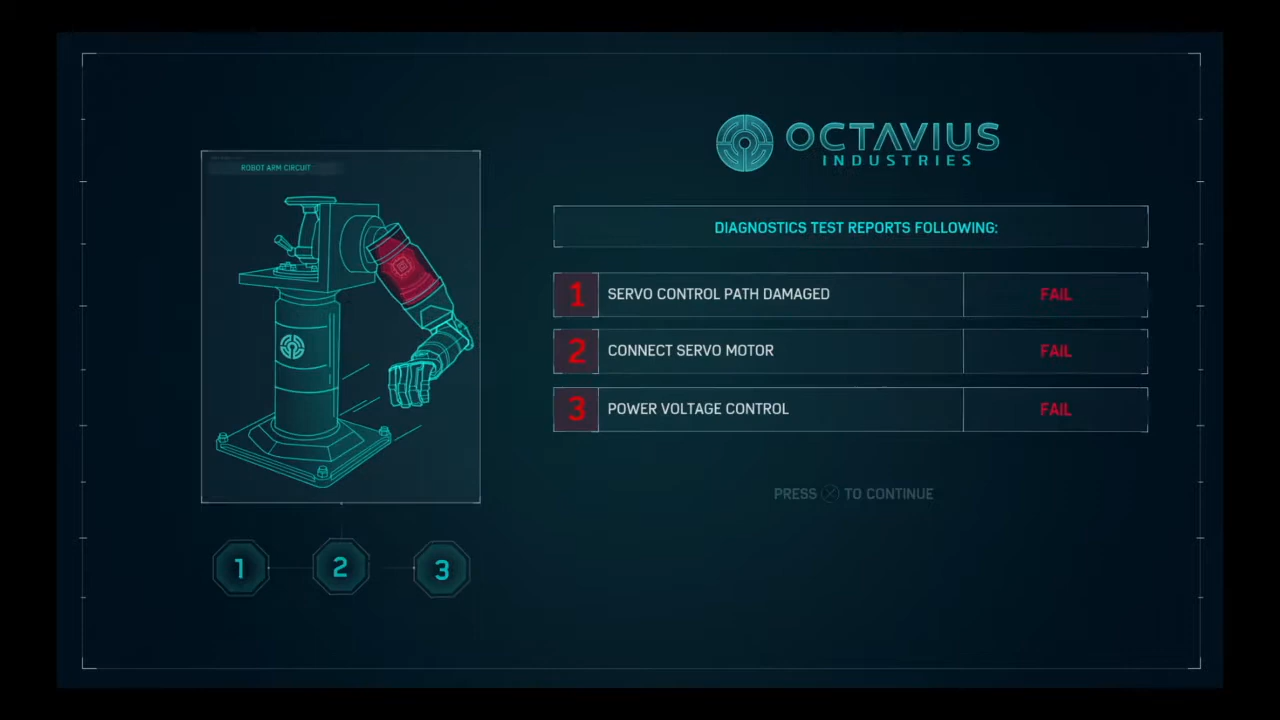 ROBOT ARM CIRCUIT
OCTAVIUS
INDUSTRIES
DIAGNOSTICS TEST REPORTS FOLLOWING:
1 SERVO CONTROL PATH DAMAGED FAIL
2 CONNECT SERVO MOTOR FAIL
3 POWER VOLTAGE CONTROL FAIL
PRESS TO CONTINUE
1 2 3